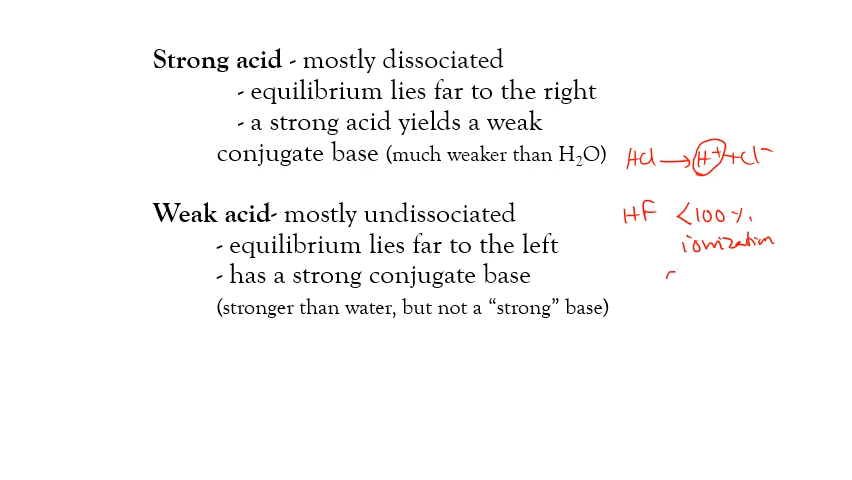 Strong acid - mostly dissociated
- equilibrium lies far to the right
- a strong acid yields a weak
conjugate base (much weaker than H₂O)
HCl → H⁺ + Cl⁻
Weak acid- mostly undissociated
HF < 100%
- equilibrium lies far to the left
ionization
- has a strong conjugate base
(stronger than water, but not a “strong” base)